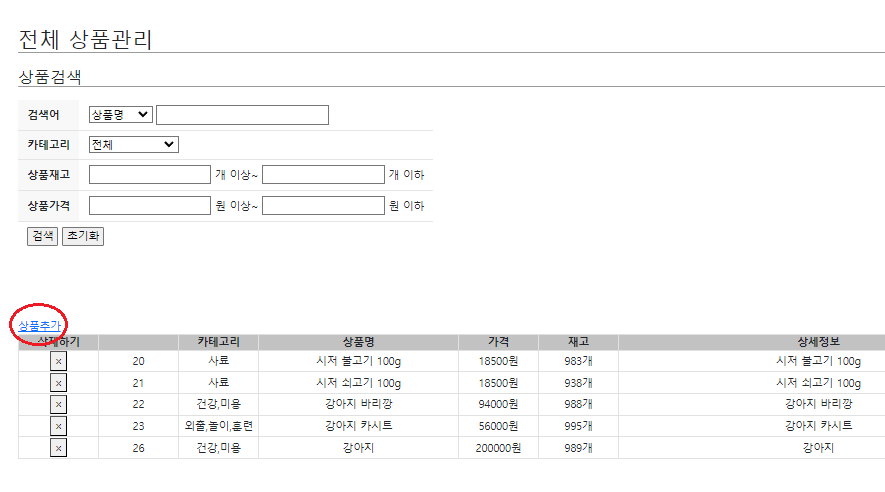 전체 상품관리
상품검색
검색어 상품명
카테고리 전체
상품재고 개 이상~ 개 이하
상품가격 원 이상~ 원 이하
검색 초기화
상품추가
삭제하기 카테고리 상품명 가격 재고 상세정보
x 20 사료 시저 불고기 100g 18500원 983개 시저 불고기 100g
x 21 사료 시저 쇠고기 100g 18500원 938개 시저 쇠고기 100g
x 22 건강,미용 강아지 바리깡 94000원 988개 강아지 바리깡
x 23 외출,놀이,훈련 강아지 카시트 56000원 995개 강아지 카시트
x 26 건강,미용 강아지 200000원 989개 강아지